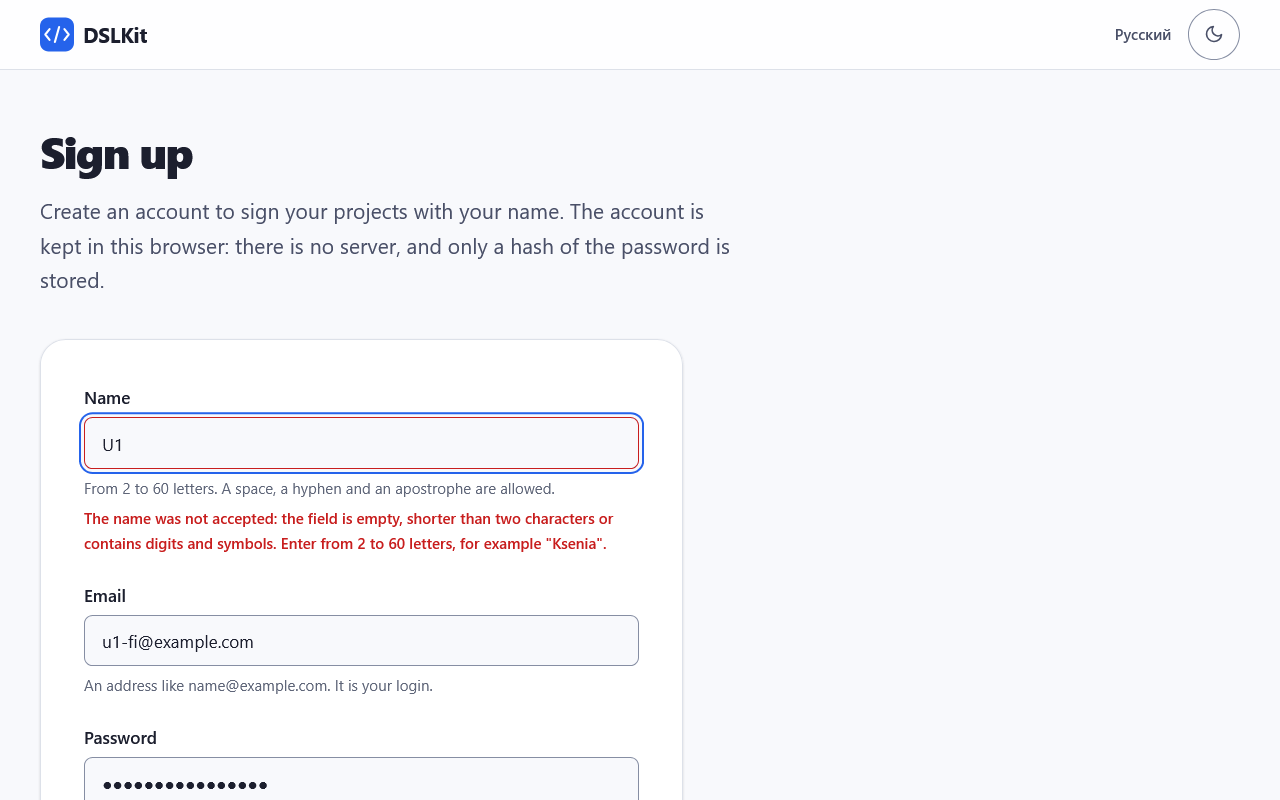 DSLKit
Русский
Sign up
Create an account to sign your projects with your name. The account is
kept in this browser: there is no server, and only a hash of the password is
stored.
Name
U1
From 2 to 60 letters. A space, a hyphen and an apostrophe are allowed.
The name was not accepted: the field is empty, shorter than two characters or
contains digits and symbols. Enter from 2 to 60 letters, for example "Ksenia".
Email
u1-fi@example.com
An address like name@example.com. It is your login.
Password
••••••••••••••••